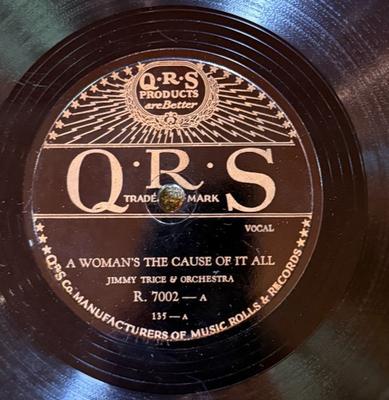 Q·R·S
PRODUCTS
are Better
Q·R·S
TRADE MARK
VOCAL
A WOMAN'S THE CAUSE OF IT ALL
JIMMY TRICE & ORCHESTRA
R. 7002—A
135—A
★ QRS CO. MANUFACTURERS OF MUSIC ROLLS & RECORDS ★